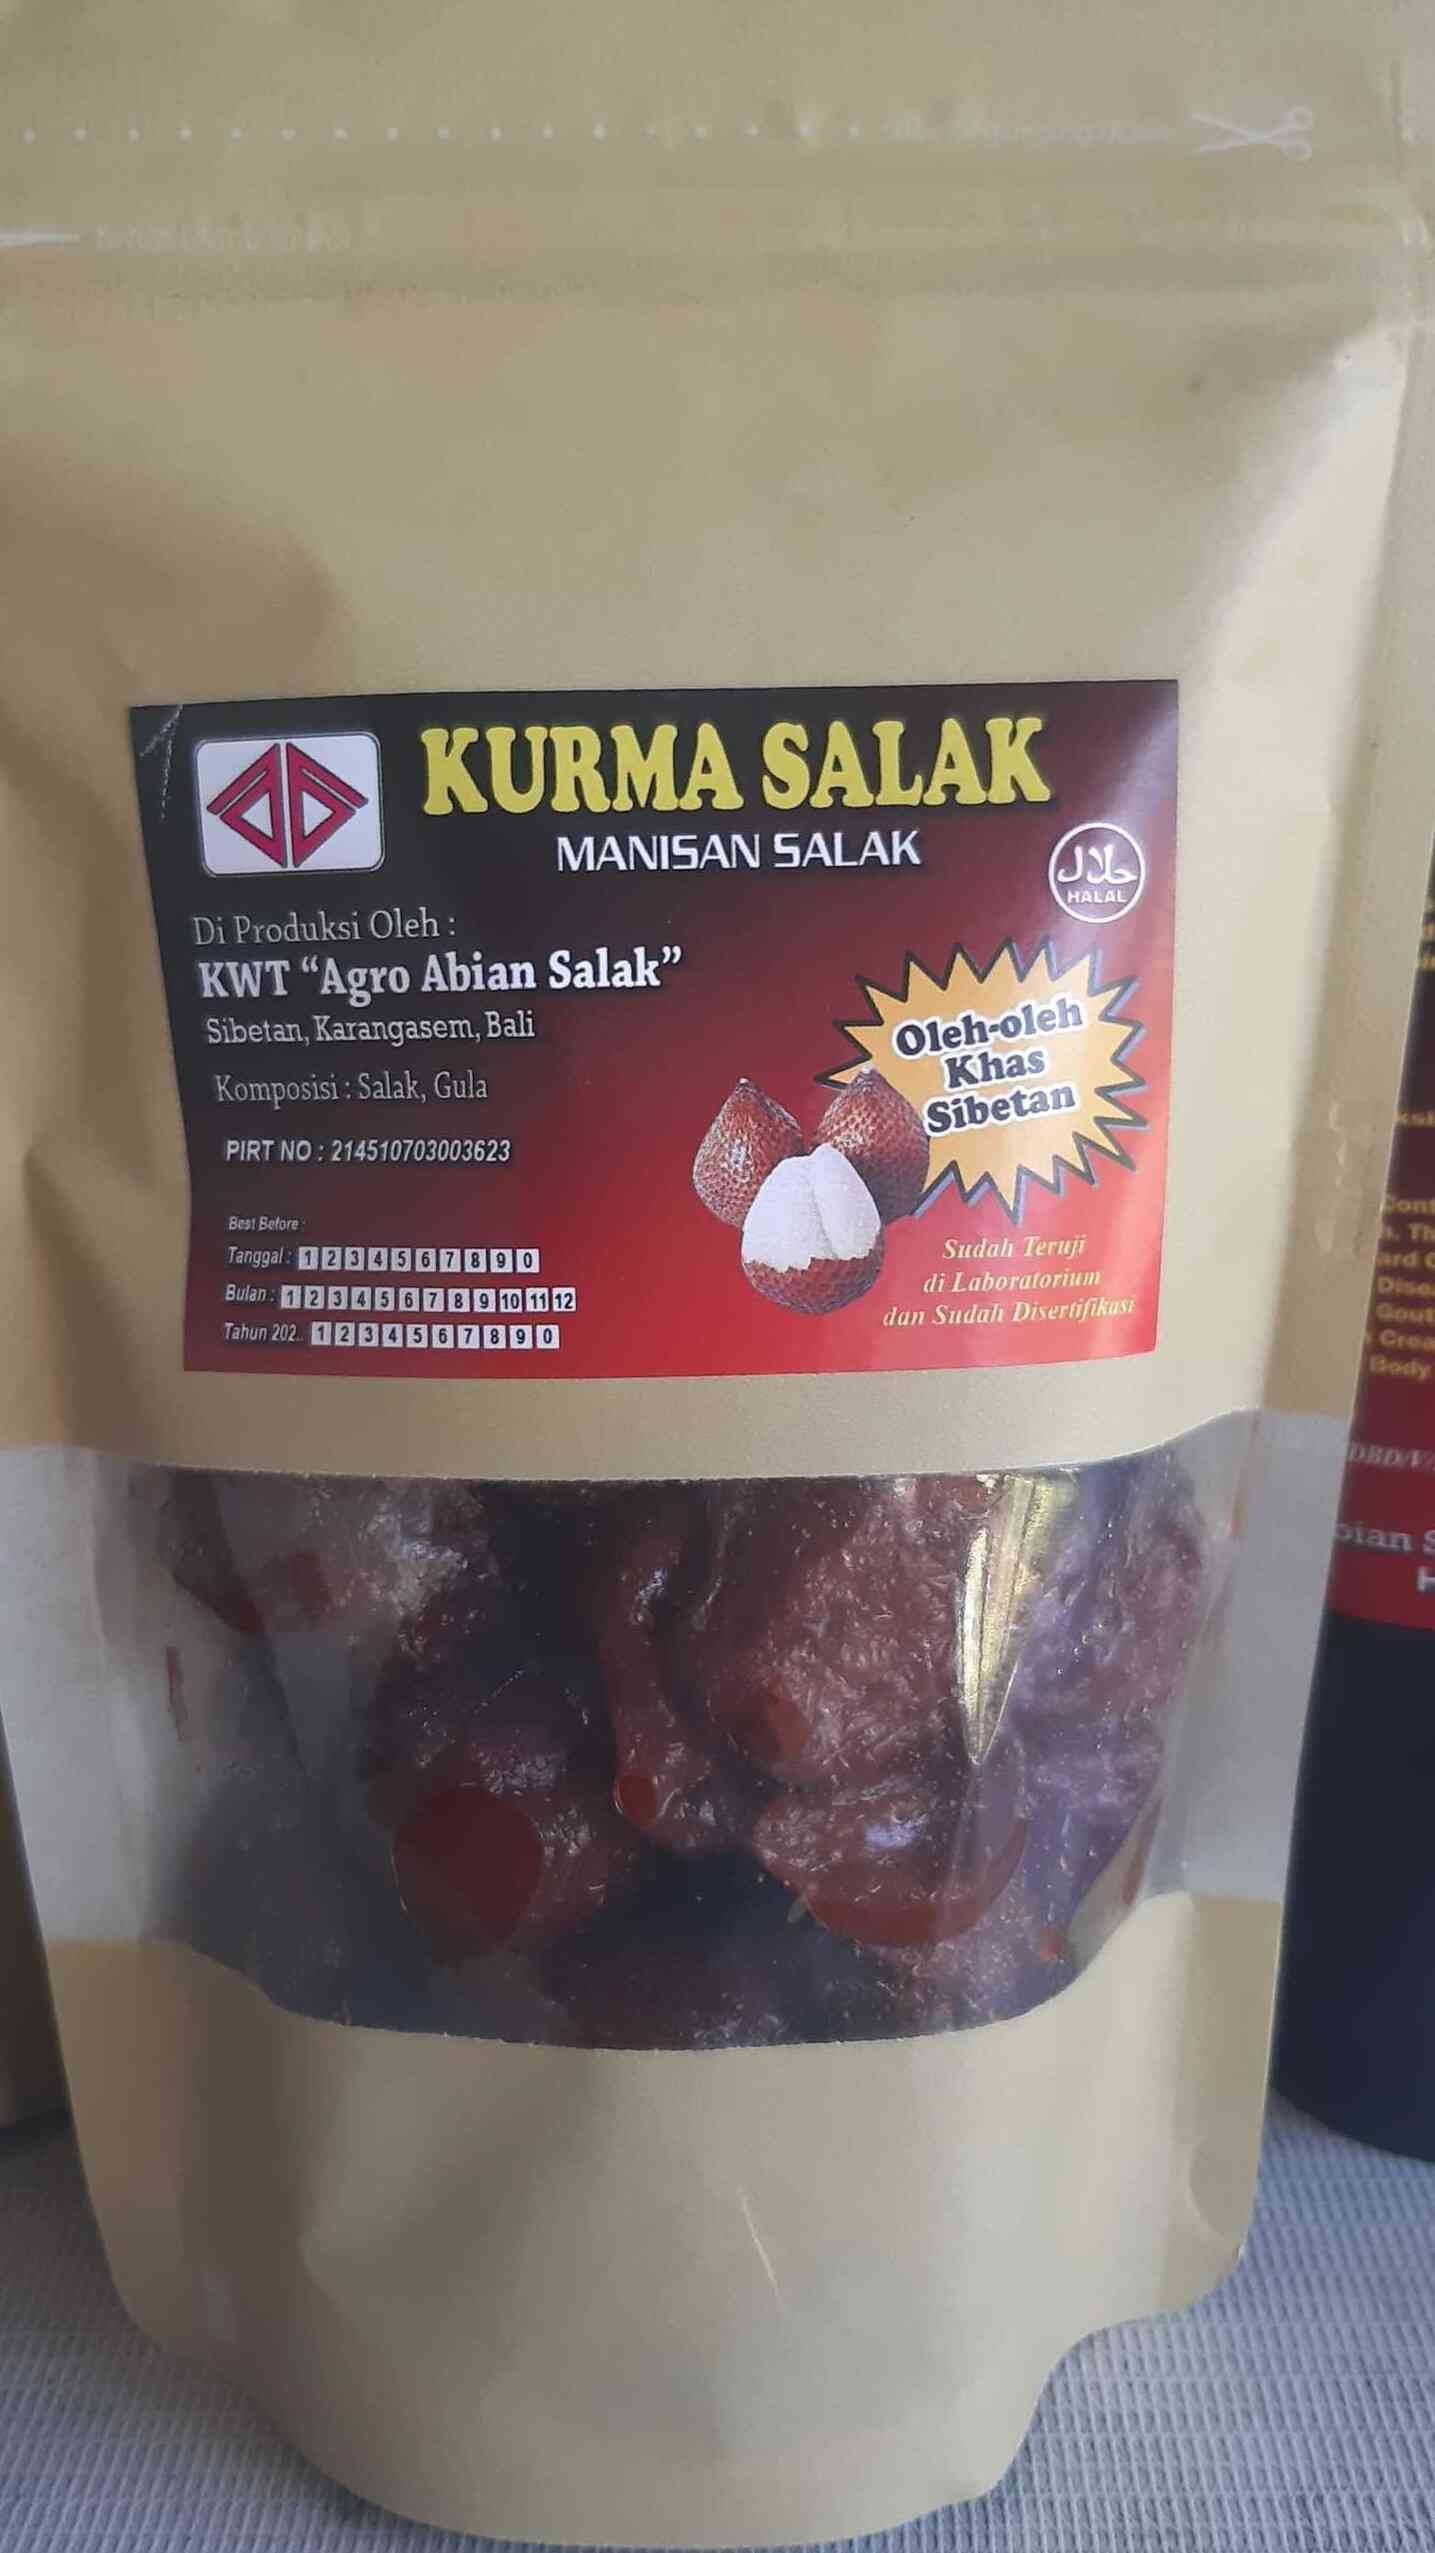 KURMA SALAK
MANISAN SALAK
حلال
HALAL
Di Produksi Oleh :
KWT “Agro Abian Salak”
Sibetan, Karangasem, Bali
Komposisi : Salak, Gula
PIRT NO : 214510703003623
Best Before :
Tanggal : 1 2 3 4 5 6 7 8 9 0
Bulan : 1 2 3 4 5 6 7 8 9 10 11 12
Tahun 202.. 1 2 3 4 5 6 7 8 9 0
Oleh-oleh
Khas
Sibetan
Sudah Teruji
di Laboratorium
dan Sudah Disertifikasi
Body